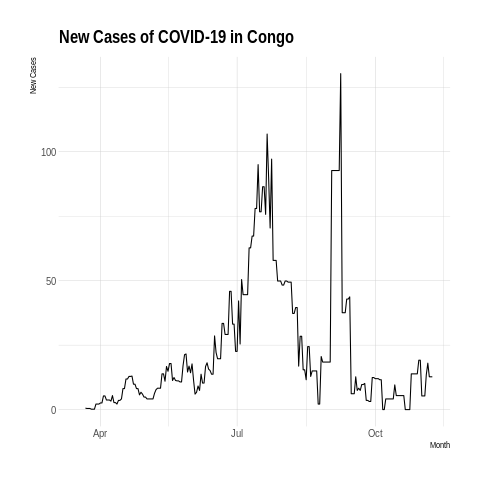 New Cases of COVID-19 in Congo
New Cases
100
50
0
Apr
Jul
Oct
Month